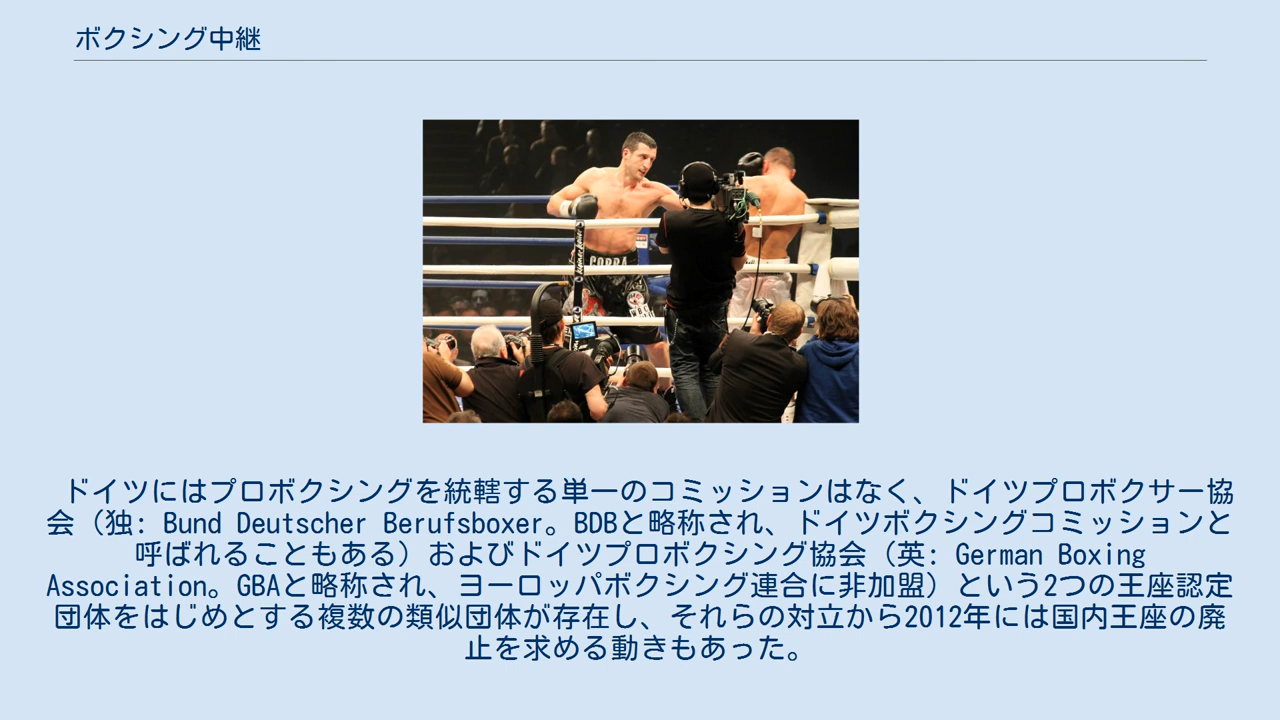 ボクシング中継
COBRA
ドイツにはプロボクシングを統轄する単一のコミッションはなく、ドイツプロボクサー協
会（独: Bund Deutscher Berufsboxer。BDBと略称され、ドイツボクシングコミッションと
呼ばれることもある）およびドイツプロボクシング協会（英: German Boxing
Association。GBAと略称され、ヨーロッパボクシング連合に非加盟）という2つの王座認定
団体をはじめとする複数の類似団体が存在し、それらの対立から2012年には国内王座の廃
止を求める動きもあった。